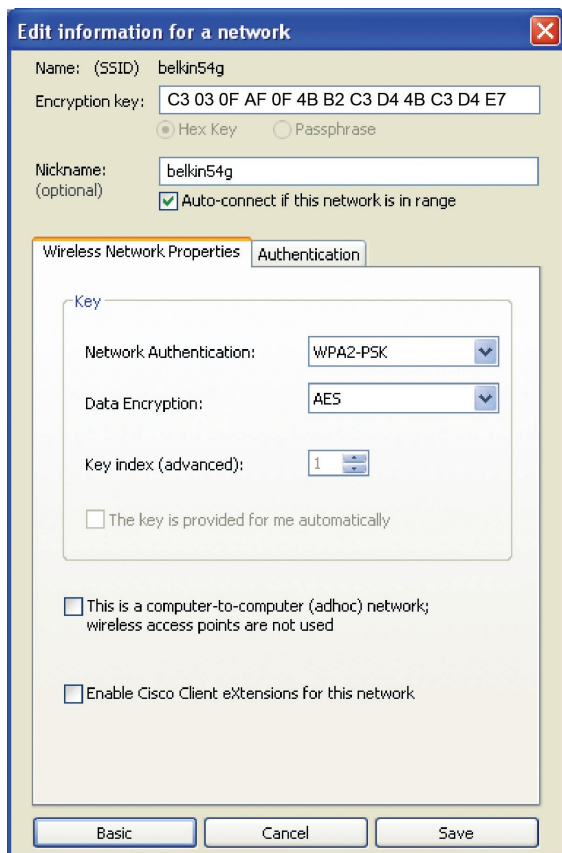 Edit information for a network
Name: (SSID) belkin54g
Encryption key: C3 03 0F AF 0F 4B B2 C3 D4 4B C3 D4 E7
Hex Key Passphrase
Nickname: belkin54g
(optional)
Auto-connect if this network is in range
Wireless Network Properties Authentication
Key
Network Authentication: WPA2-PSK
Data Encryption: AES
Key index (advanced): 1
The key is provided for me automatically
This is a computer-to-computer (adhoc) network;
wireless access points are not used
Enable Cisco Client eXtensions for this network
Basic Cancel Save